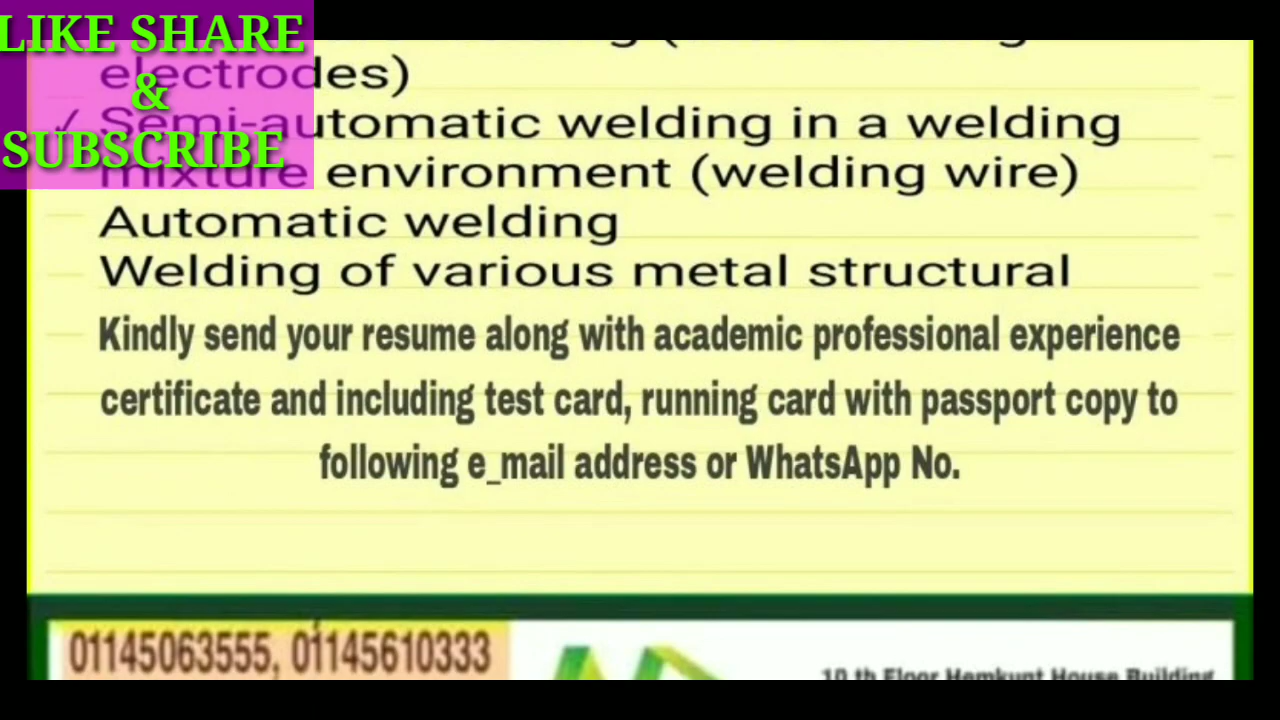 LIKE SHARE
&
SUBSCRIBE
electrodes)
✓ Semi-automatic welding in a welding
mixture environment (welding wire)
Automatic welding
Welding of various metal structural
Kindly send your resume along with academic professional experience
certificate and including test card, running card with passport copy to
following e_mail address or WhatsApp No.
01145063555, 01145610333
10 th Floor Hemkunt House Building